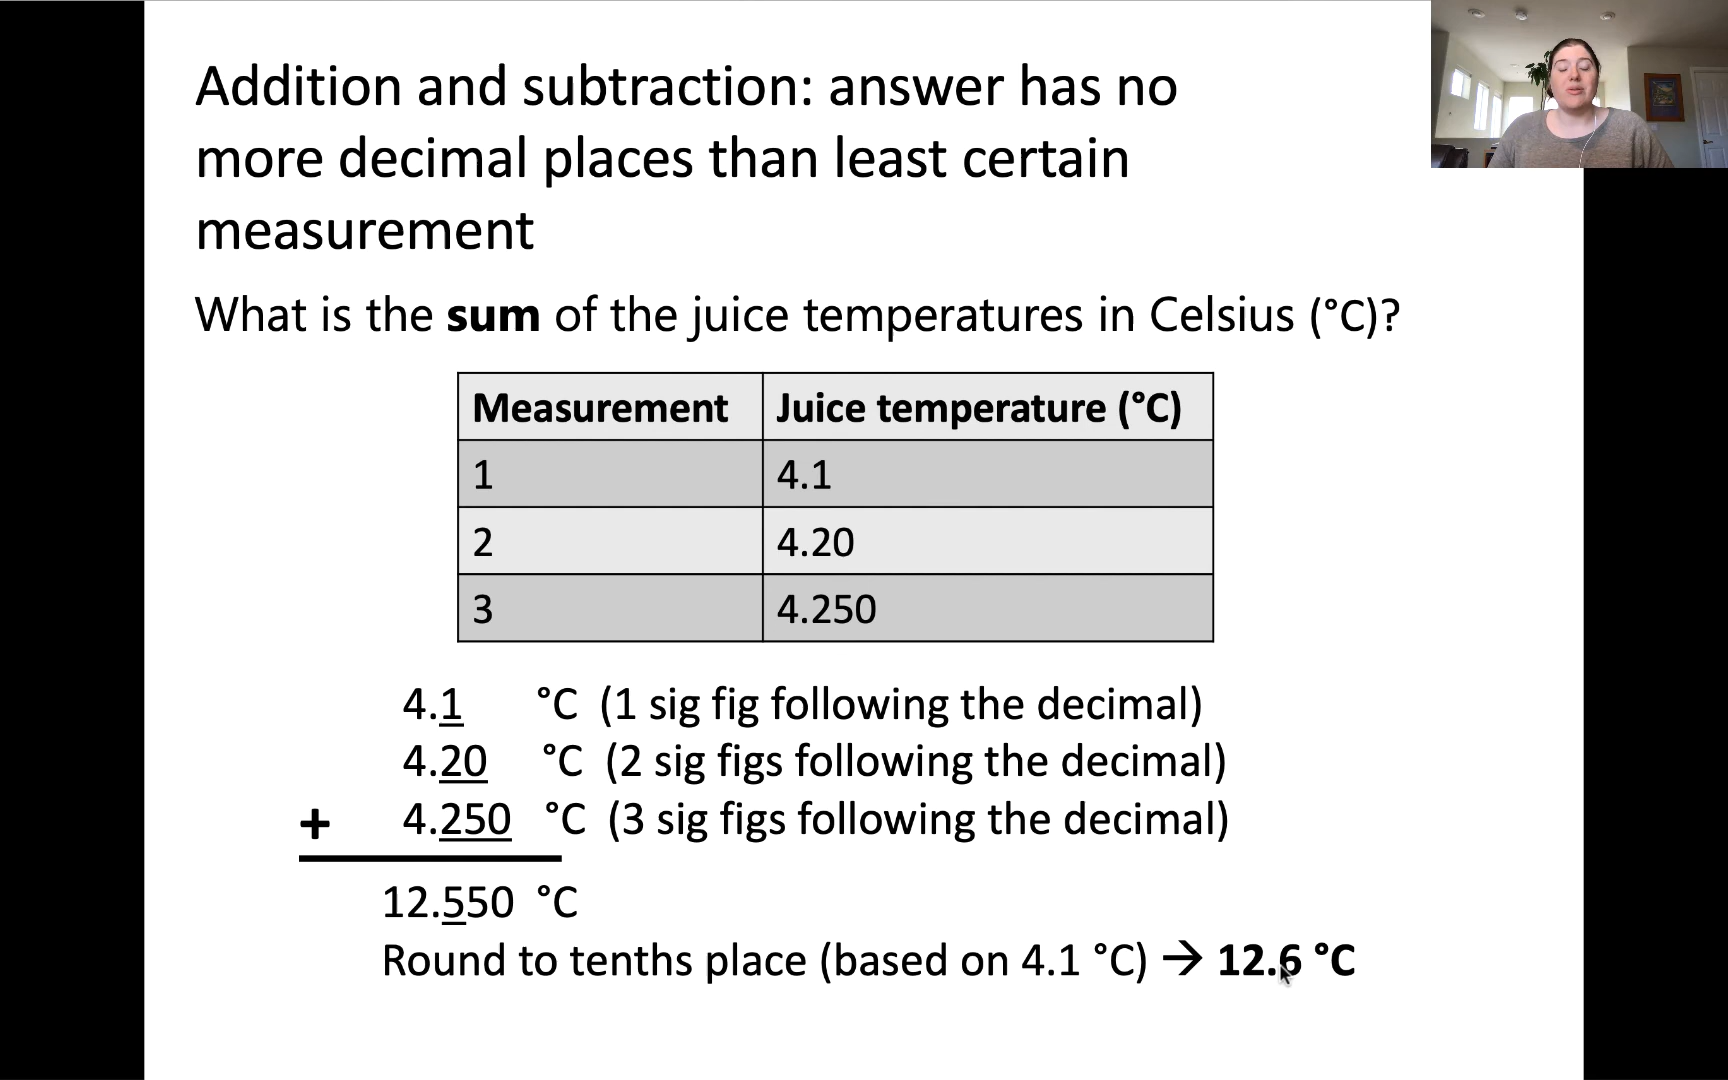 Addition and subtraction: answer has no
more decimal places than least certain
measurement
What is the sum of the juice temperatures in Celsius (°C)?
Measurement Juice temperature (°C)
1 4.1
2 4.20
3 4.250
4.1 °C (1 sig fig following the decimal)
4.20 °C (2 sig figs following the decimal)
+ 4.250 °C (3 sig figs following the decimal)
12.550 °C
Round to tenths place (based on 4.1 °C) → 12.6 °C